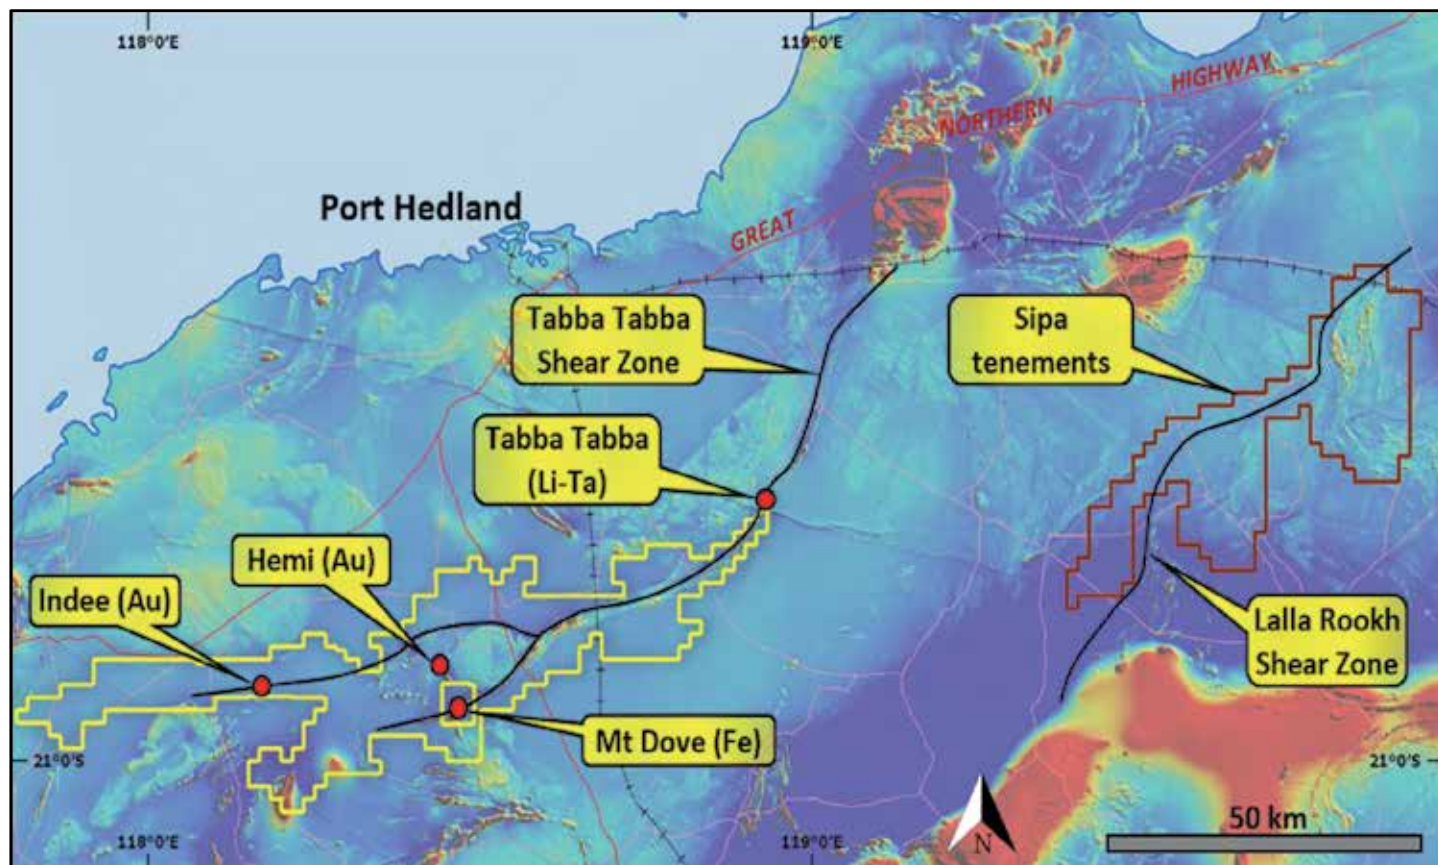 118°0'E
119°0'E
HIGHWAY
NORTHERN
GREAT
Port Hedland
Tabba Tabba
Shear Zone
Sipa
tenements
Tabba Tabba
(Li-Ta)
Hemi (Au)
Indee (Au)
Lalla Rookh
Shear Zone
Mt Dove (Fe)
21°0'S
21°0'S
118°0'E
119°0'E
N
50 km